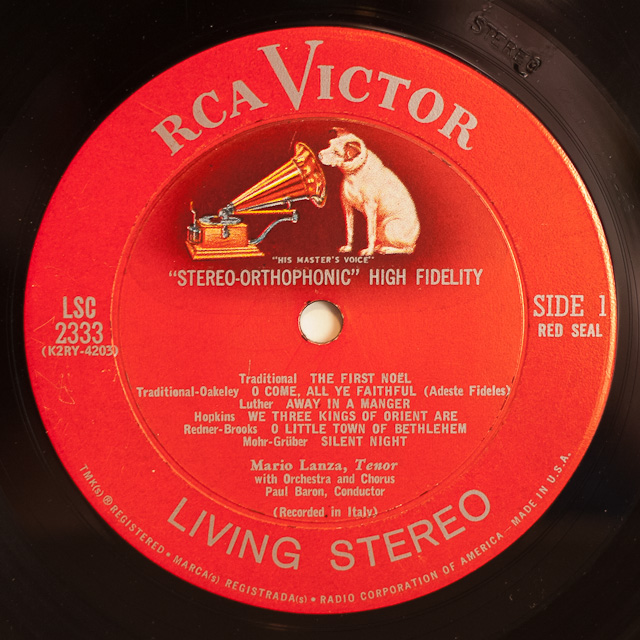 STEREO
RCA VICTOR
"HIS MASTER'S VOICE"
"STEREO-ORTHOPHONIC" HIGH FIDELITY
LSC
2333
(K2RY-4203)
SIDE 1
RED SEAL
Traditional THE FIRST NOËL
Traditional-Oakeley O COME, ALL YE FAITHFUL (Adeste Fideles)
Luther AWAY IN A MANGER
Hopkins WE THREE KINGS OF ORIENT ARE
Redner-Brooks O LITTLE TOWN OF BETHLEHEM
Mohr-Grüber SILENT NIGHT
Mario Lanza, Tenor
with Orchestra and Chorus
Paul Baron, Conductor
(Recorded in Italy)
LIVING STEREO
TMK(s) ® REGISTERED • MARCA(s) REGISTRADA(s) • RADIO CORPORATION OF AMERICA - MADE IN U.S.A.